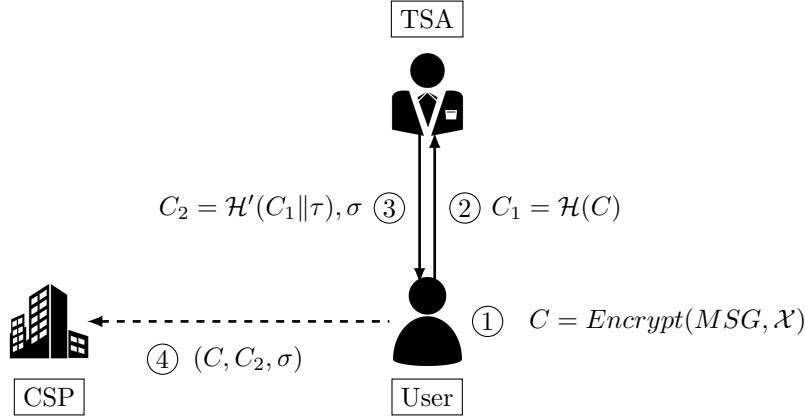 TSA
C₂ = ℋ′(C₁∥τ), σ ③ ② C₁ = ℋ(C)
① C = Encrypt(MSG, 𝒳)
④ (C, C₂, σ)
CSP User